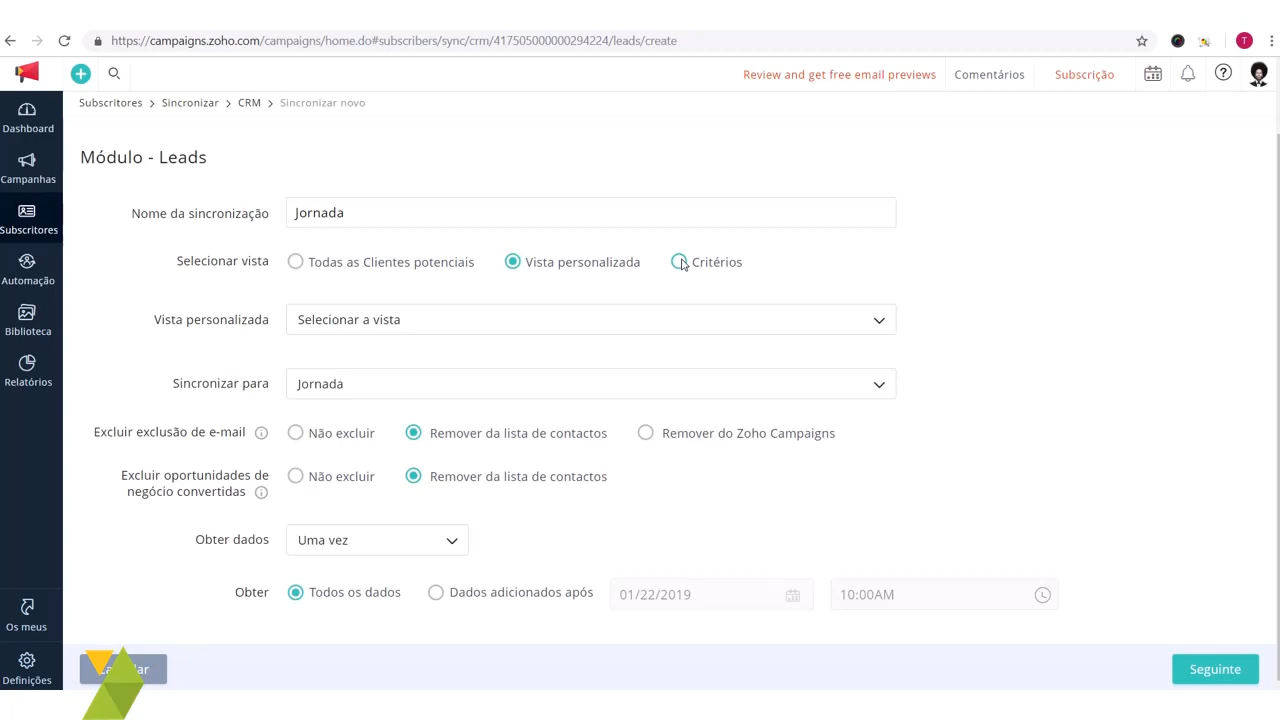 https://campaigns.zoho.com/campaigns/home.do#subscribers/sync/crm/417505000000294224/leads/create
T
Review and get free email previews Comentários Subscrição
Subscritores > Sincronizar > CRM > Sincronizar novo
Dashboard
Campanhas
Subscritores
Automação
Biblioteca
Relatórios
Os meus
Definições
Módulo - Leads
Nome da sincronização Jornada
Selecionar vista Todas as Clientes potenciais Vista personalizada Critérios
Vista personalizada Selecionar a vista
Sincronizar para Jornada
Excluir exclusão de e-mail Não excluir Remover da lista de contactos Remover do Zoho Campaigns
Excluir oportunidades de
negócio convertidas Não excluir Remover da lista de contactos
Obter dados Uma vez
Obter Todos os dados Dados adicionados após 01/22/2019 10:00AM
Seguinte